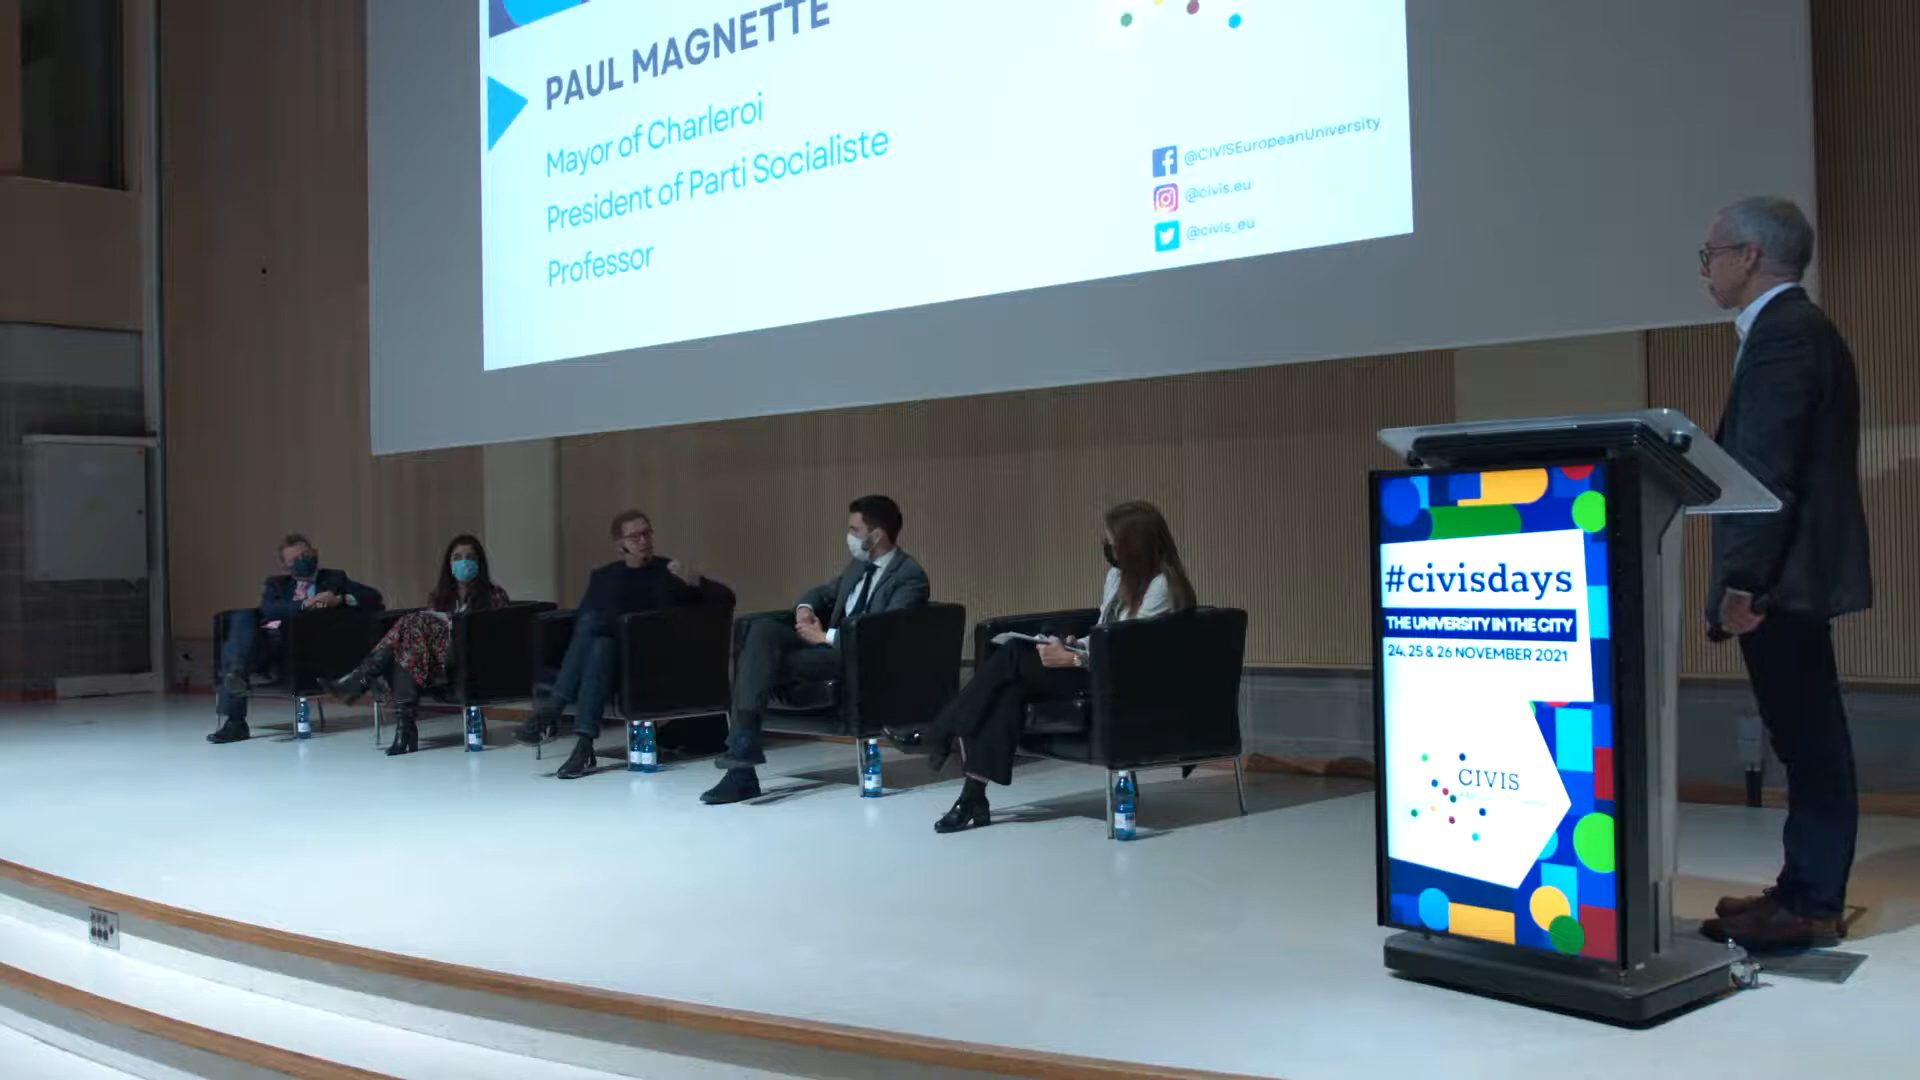 PAUL MAGNETTE
Mayor of Charleroi
President of Parti Socialiste
Professor
@CIVISEuropeanUniversity
@civis.eu
@civis_eu
#civisdays
THE UNIVERSITY IN THE CITY
24, 25 & 26 NOVEMBER 2021
CIVIS